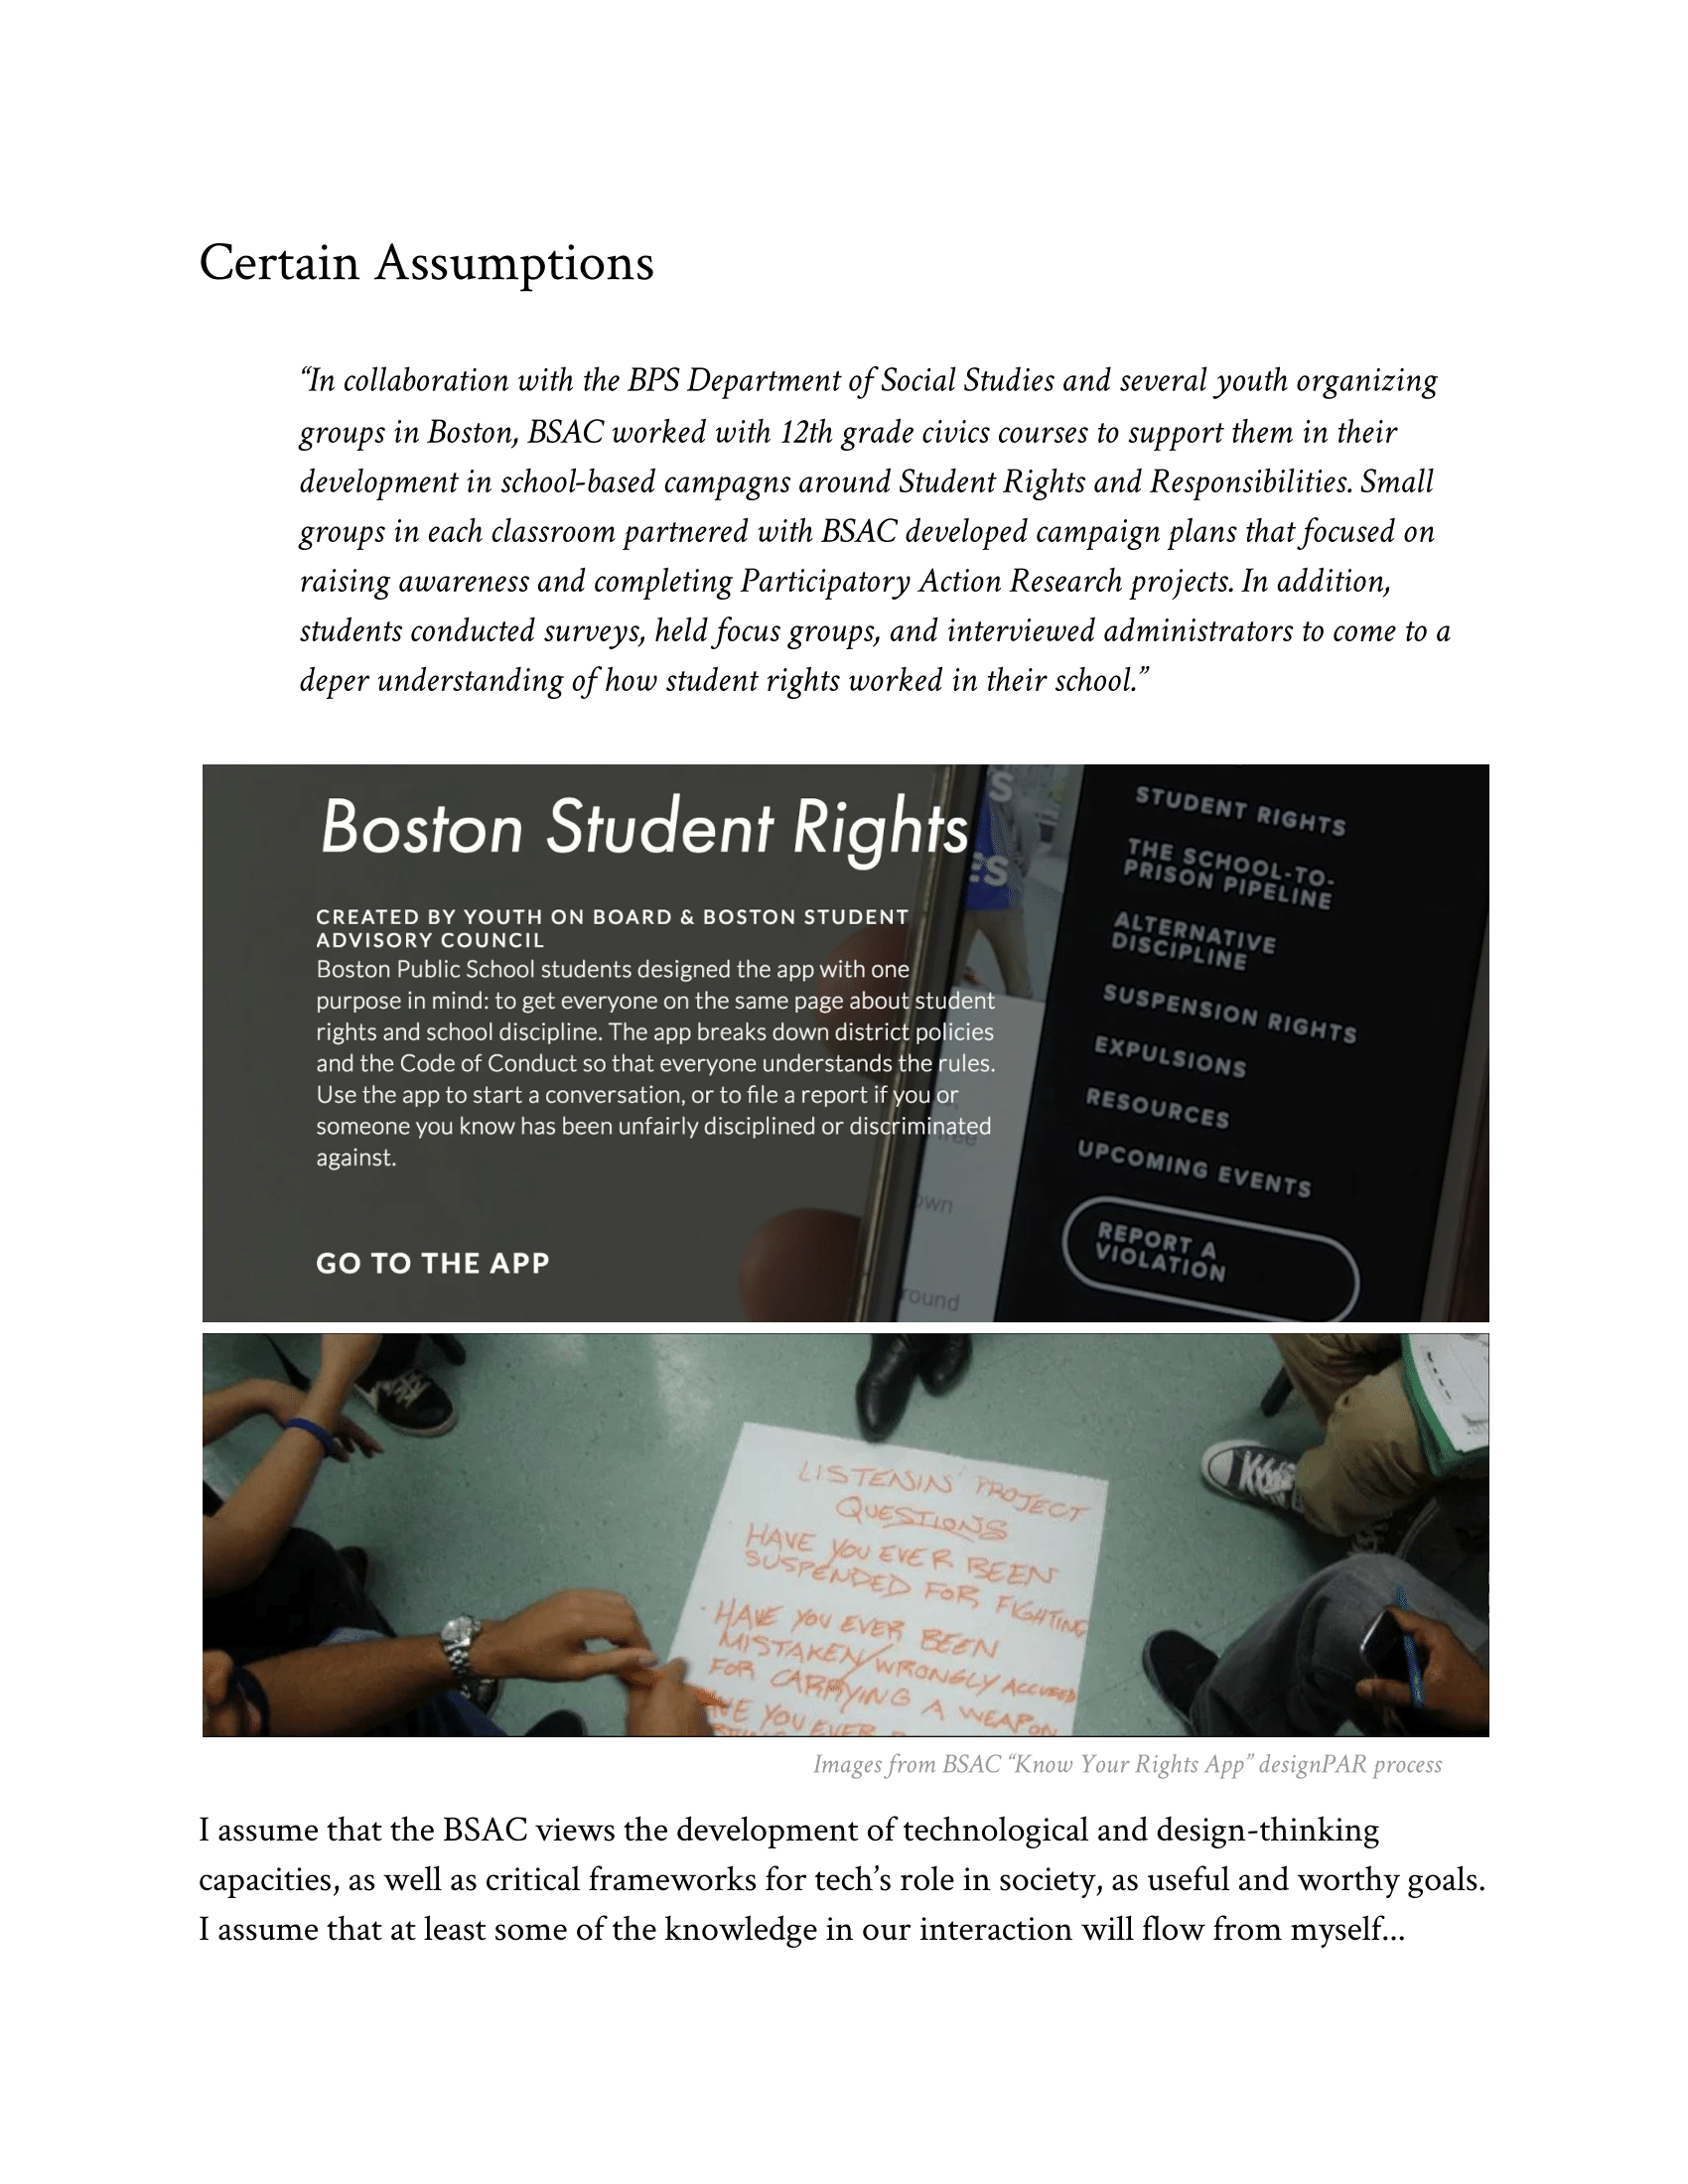 Certain Assumptions
“In collaboration with the BPS Department of Social Studies and several youth organizing
groups in Boston, BSAC worked with 12th grade civics courses to support them in their
development in school-based campagns around Student Rights and Responsibilities. Small
groups in each classroom partnered with BSAC developed campaign plans that focused on
raising awareness and completing Participatory Action Research projects. In addition,
students conducted surveys, held focus groups, and interviewed administrators to come to a
deper understanding of how student rights worked in their school.”
Boston Student Rights
CREATED BY YOUTH ON BOARD & BOSTON STUDENT
ADVISORY COUNCIL
Boston Public School students designed the app with one
purpose in mind: to get everyone on the same page about student
rights and school discipline. The app breaks down district policies
and the Code of Conduct so that everyone understands the rules.
Use the app to start a conversation, or to file a report if you or
someone you know has been unfairly disciplined or discriminated
against.
GO TO THE APP
STUDENT RIGHTS
THE SCHOOL-TO-
PRISON PIPELINE
ALTERNATIVE
DISCIPLINE
SUSPENSION RIGHTS
EXPULSIONS
RESOURCES
UPCOMING EVENTS
REPORT A
VIOLATION
LISTENIN' PROJECT
QUESTIONS
HAVE YOU EVER BEEN
SUSPENDED FOR FIGHTING
· HAVE YOU EVER BEEN
MISTAKEN/WRONGLY ACCUSED
FOR CARRYING A WEAPON
YOU EVER
Images from BSAC “Know Your Rights App” designPAR process
I assume that the BSAC views the development of technological and design-thinking
capacities, as well as critical frameworks for tech’s role in society, as useful and worthy goals.
I assume that at least some of the knowledge in our interaction will flow from myself...